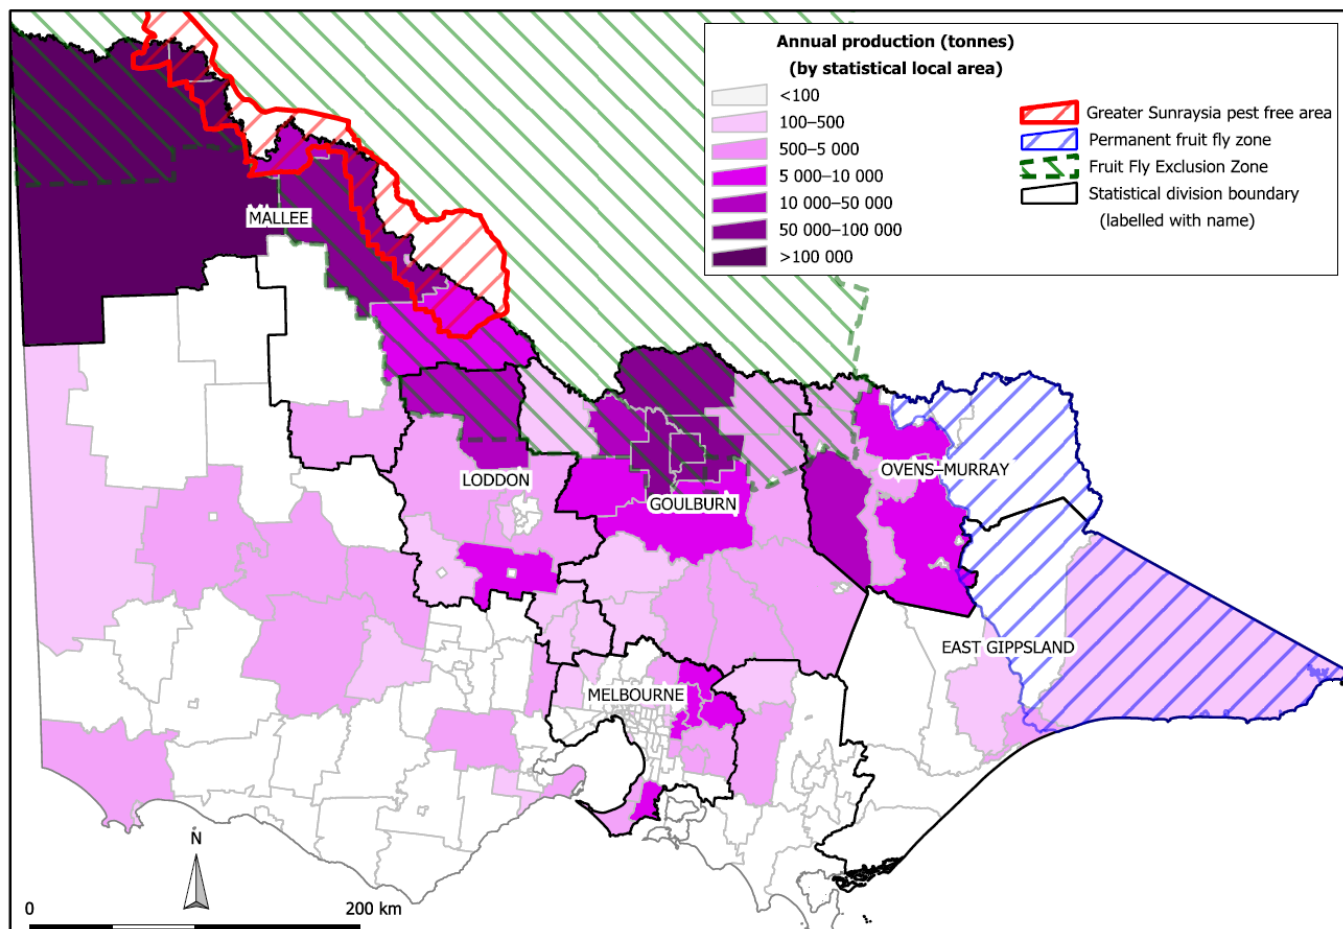 Annual production (tonnes)
(by statistical local area)
<100
100–500
500–5 000
5 000–10 000
10 000–50 000
50 000–100 000
>100 000
Greater Sunraysia pest free area
Permanent fruit fly zone
Fruit Fly Exclusion Zone
Statistical division boundary
(labelled with name)
MALLEE
LODDON
GOULBURN
OVENS–MURRAY
EAST GIPPSLAND
MELBOURNE
N
0 200 km